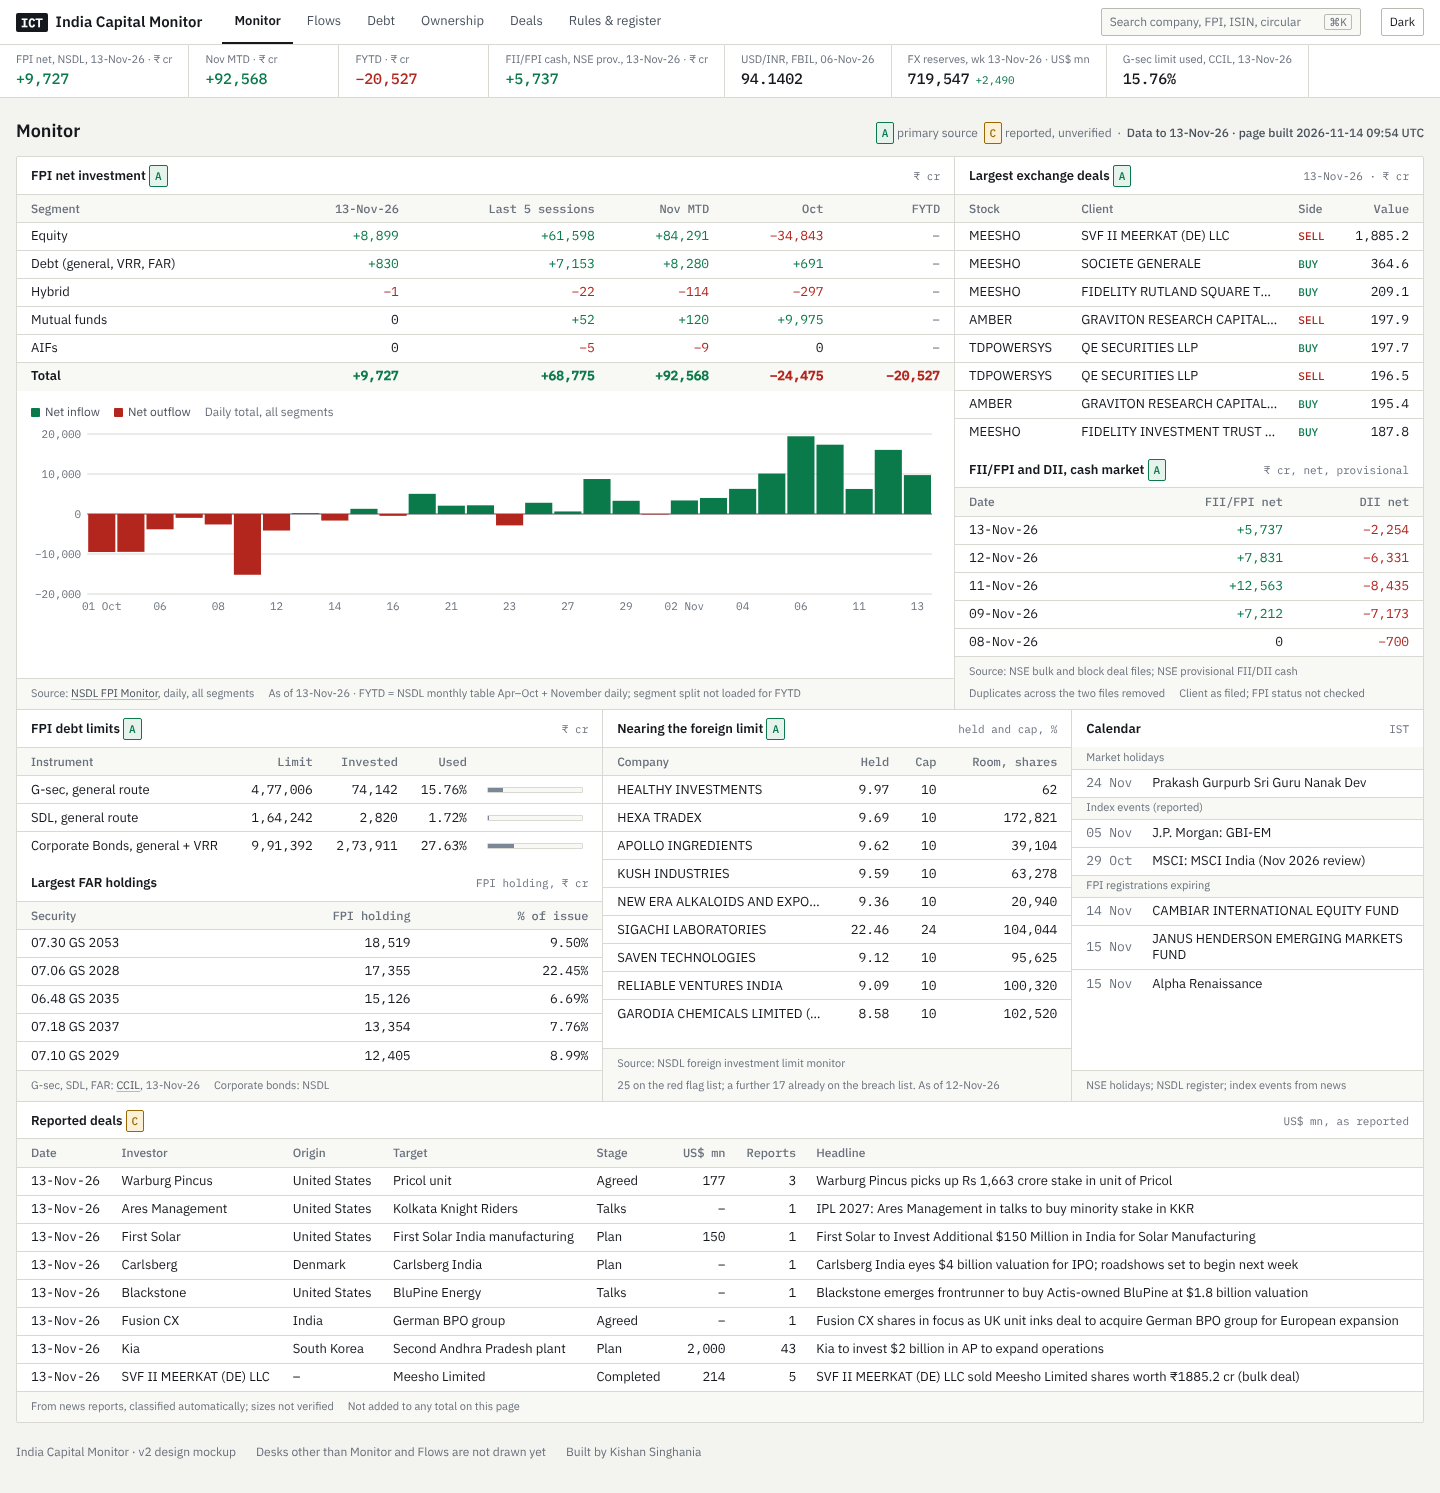 ICT India Capital Monitor Monitor Flows Debt Ownership Deals Rules & register Search company, FPI, ISIN, circular ⌘K Dark
FPI net, NSDL, 13-Nov-26 · ₹ cr Nov MTD · ₹ cr FYTD · ₹ cr FII/FPI cash, NSE prov., 13-Nov-26 · ₹ cr USD/INR, FBIL, 06-Nov-26 FX reserves, wk 13-Nov-26 · US$ mn G-sec limit used, CCIL, 13-Nov-26
+9,727 +92,568 −20,527 +5,737 94.1402 719,547 +2,490 15.76%
Monitor A primary source C reported, unverified · Data to 13-Nov-26 · page built 2026-11-14 09:54 UTC
FPI net investment A ₹ cr
Segment 13-Nov-26 Last 5 sessions Nov MTD Oct FYTD
Equity +8,899 +61,598 +84,291 −34,843 –
Debt (general, VRR, FAR) +830 +7,153 +8,280 +691 –
Hybrid −1 −22 −114 −297 –
Mutual funds 0 +52 +120 +9,975 –
AIFs 0 −5 −9 0 –
Total +9,727 +68,775 +92,568 −24,475 −20,527
Net inflow Net outflow Daily total, all segments
20,000
10,000
0
−10,000
−20,000
01 Oct 06 08 12 14 16 21 23 27 29 02 Nov 04 06 11 13
Source: NSDL FPI Monitor, daily, all segments As of 13-Nov-26 · FYTD = NSDL monthly table Apr–Oct + November daily; segment split not loaded for FYTD
Largest exchange deals A 13-Nov-26 · ₹ cr
Stock Client Side Value
MEESHO SVF II MEERKAT (DE) LLC SELL 1,885.2
MEESHO SOCIETE GENERALE BUY 364.6
MEESHO FIDELITY RUTLAND SQUARE T… BUY 209.1
AMBER GRAVITON RESEARCH CAPITAL… SELL 197.9
TDPOWERSYS QE SECURITIES LLP BUY 197.7
TDPOWERSYS QE SECURITIES LLP SELL 196.5
AMBER GRAVITON RESEARCH CAPITAL… BUY 195.4
MEESHO FIDELITY INVESTMENT TRUST … BUY 187.8
FII/FPI and DII, cash market A ₹ cr, net, provisional
Date FII/FPI net DII net
13-Nov-26 +5,737 −2,254
12-Nov-26 +7,831 −6,331
11-Nov-26 +12,563 −8,435
09-Nov-26 +7,212 −7,173
08-Nov-26 0 −700
Source: NSE bulk and block deal files; NSE provisional FII/DII cash
Duplicates across the two files removed Client as filed; FPI status not checked
FPI debt limits A ₹ cr
Instrument Limit Invested Used
G-sec, general route 4,77,006 74,142 15.76%
SDL, general route 1,64,242 2,820 1.72%
Corporate Bonds, general + VRR 9,91,392 2,73,911 27.63%
Largest FAR holdings FPI holding, ₹ cr
Security FPI holding % of issue
07.30 GS 2053 18,519 9.50%
07.06 GS 2028 17,355 22.45%
06.48 GS 2035 15,126 6.69%
07.18 GS 2037 13,354 7.76%
07.10 GS 2029 12,405 8.99%
G-sec, SDL, FAR: CCIL, 13-Nov-26 Corporate bonds: NSDL
Nearing the foreign limit A held and cap, %
Company Held Cap Room, shares
HEALTHY INVESTMENTS 9.97 10 62
HEXA TRADEX 9.69 10 172,821
APOLLO INGREDIENTS 9.62 10 39,104
KUSH INDUSTRIES 9.59 10 63,278
NEW ERA ALKALOIDS AND EXPO… 9.36 10 20,940
SIGACHI LABORATORIES 22.46 24 104,044
SAVEN TECHNOLOGIES 9.12 10 95,625
RELIABLE VENTURES INDIA 9.09 10 100,320
GARODIA CHEMICALS LIMITED (… 8.58 10 102,520
Source: NSDL foreign investment limit monitor
25 on the red flag list; a further 17 already on the breach list. As of 12-Nov-26
Calendar IST
Market holidays
24 Nov Prakash Gurpurb Sri Guru Nanak Dev
Index events (reported)
05 Nov J.P. Morgan: GBI-EM
29 Oct MSCI: MSCI India (Nov 2026 review)
FPI registrations expiring
14 Nov CAMBIAR INTERNATIONAL EQUITY FUND
15 Nov JANUS HENDERSON EMERGING MARKETS
FUND
15 Nov Alpha Renaissance
NSE holidays; NSDL register; index events from news
Reported deals C US$ mn, as reported
Date Investor Origin Target Stage US$ mn Reports Headline
13-Nov-26 Warburg Pincus United States Pricol unit Agreed 177 3 Warburg Pincus picks up Rs 1,663 crore stake in unit of Pricol
13-Nov-26 Ares Management United States Kolkata Knight Riders Talks – 1 IPL 2027: Ares Management in talks to buy minority stake in KKR
13-Nov-26 First Solar United States First Solar India manufacturing Plan 150 1 First Solar to Invest Additional $150 Million in India for Solar Manufacturing
13-Nov-26 Carlsberg Denmark Carlsberg India Plan – 1 Carlsberg India eyes $4 billion valuation for IPO; roadshows set to begin next week
13-Nov-26 Blackstone United States BluPine Energy Talks – 1 Blackstone emerges frontrunner to buy Actis-owned BluPine at $1.8 billion valuation
13-Nov-26 Fusion CX India German BPO group Agreed – 1 Fusion CX shares in focus as UK unit inks deal to acquire German BPO group for European expansion
13-Nov-26 Kia South Korea Second Andhra Pradesh plant Plan 2,000 43 Kia to invest $2 billion in AP to expand operations
13-Nov-26 SVF II MEERKAT (DE) LLC – Meesho Limited Completed 214 5 SVF II MEERKAT (DE) LLC sold Meesho Limited shares worth ₹1885.2 cr (bulk deal)
From news reports, classified automatically; sizes not verified Not added to any total on this page
India Capital Monitor · v2 design mockup Desks other than Monitor and Flows are not drawn yet Built by Kishan Singhania